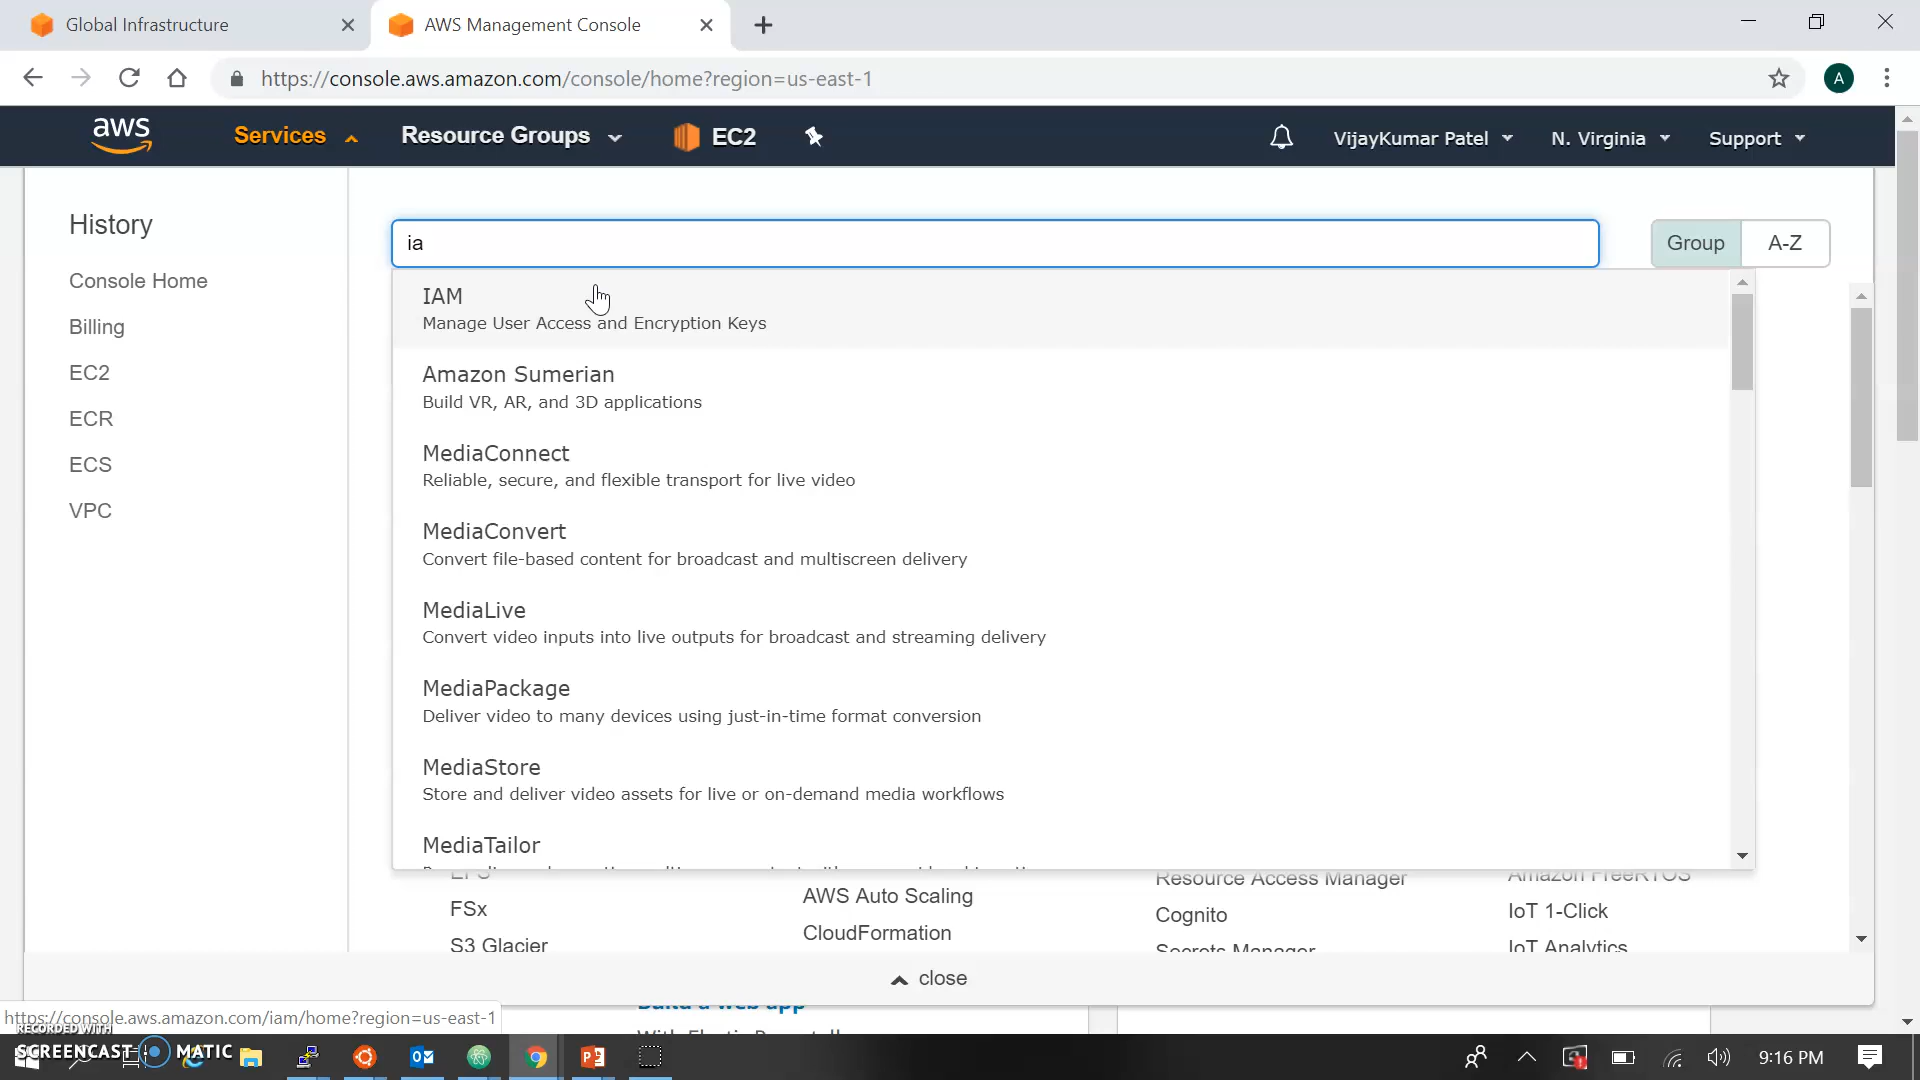 Global Infrastructure
AWS Management Console
https://console.aws.amazon.com/console/home?region=us-east-1
A
aws
Services
Resource Groups
EC2
VijayKumar Patel
N. Virginia
Support
History
Console Home
Billing
EC2
ECR
ECS
VPC
ia
Group
A-Z
IAM
Manage User Access and Encryption Keys
Amazon Sumerian
Build VR, AR, and 3D applications
MediaConnect
Reliable, secure, and flexible transport for live video
MediaConvert
Convert file-based content for broadcast and multiscreen delivery
MediaLive
Convert video inputs into live outputs for broadcast and streaming delivery
MediaPackage
Deliver video to many devices using just-in-time format conversion
MediaStore
Store and deliver video assets for live or on-demand media workflows
MediaTailor
FSx
S3 Glacier
AWS Auto Scaling
CloudFormation
Resource Access Manager
Cognito
Secrets Manager
Amazon FreeRTOS
IoT 1-Click
IoT Analytics
close
Build a web app
https://console.aws.amazon.com/iam/home?region=us-east-1
RECORDED WITH
SCREENCAST MATIC
9:16 PM